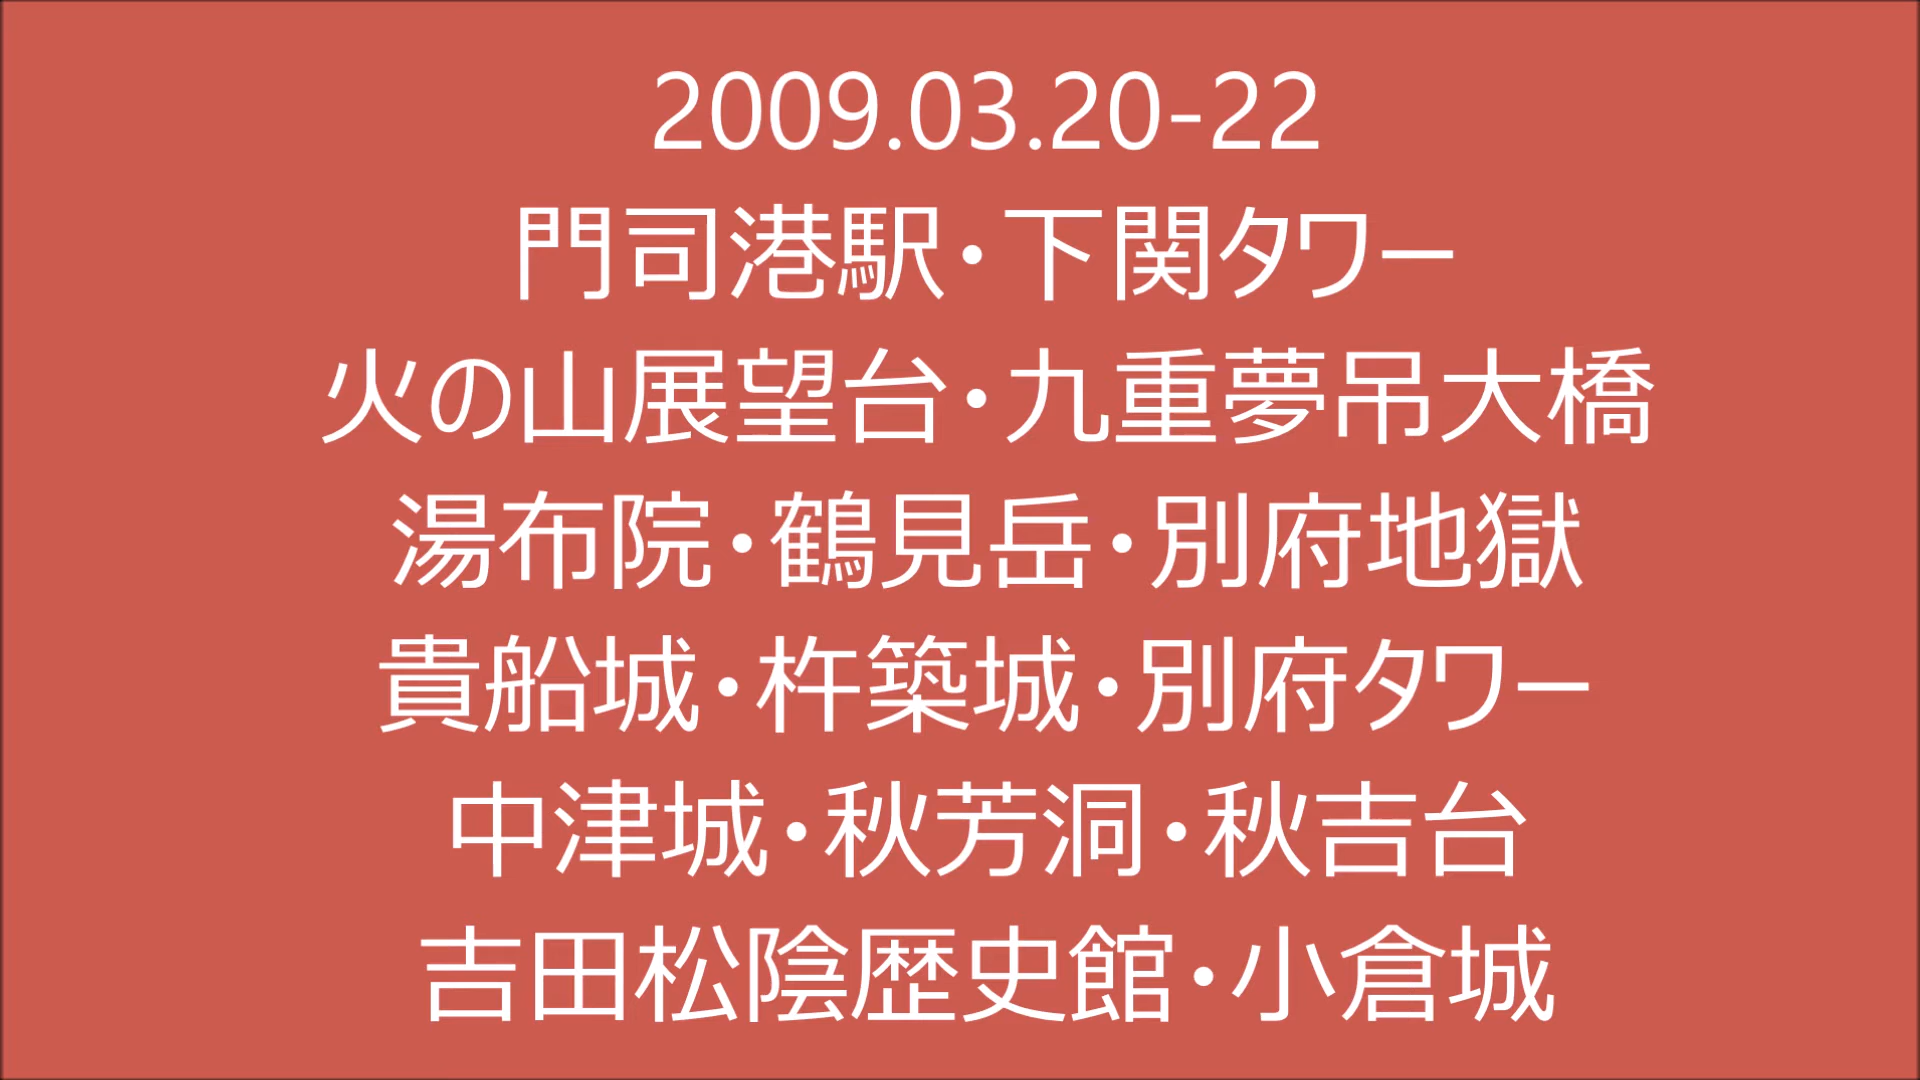 2009.03.20-22
門司港駅・下関タワー
火の山展望台・九重夢吊大橋
湯布院・鶴見岳・別府地獄
貴船城・杵築城・別府タワー
中津城・秋芳洞・秋吉台
吉田松陰歴史館・小倉城